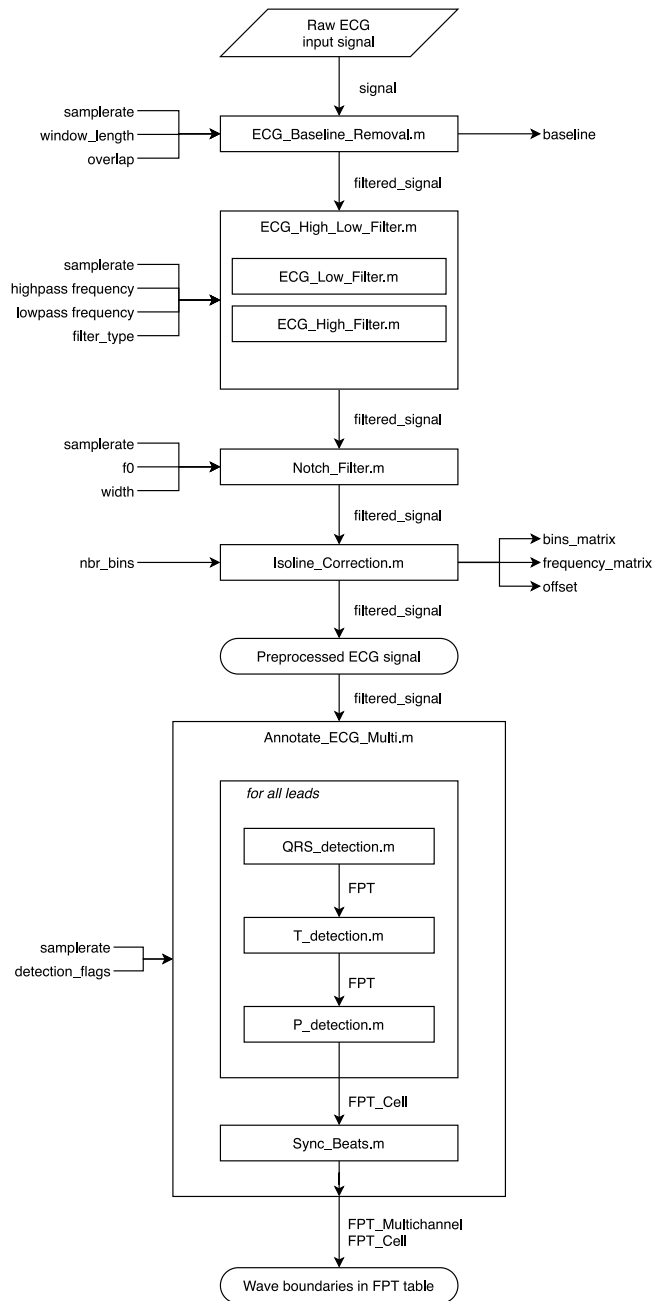 Raw ECG
input signal
signal
samplerate
window_length
overlap
ECG_Baseline_Removal.m
baseline
filtered_signal
ECG_High_Low_Filter.m
samplerate
highpass frequency
lowpass frequency
filter_type
ECG_Low_Filter.m
ECG_High_Filter.m
filtered_signal
samplerate
f0
width
Notch_Filter.m
filtered_signal
nbr_bins
Isoline_Correction.m
bins_matrix
frequency_matrix
offset
filtered_signal
Preprocessed ECG signal
filtered_signal
Annotate_ECG_Multi.m
for all leads
QRS_detection.m
FPT
T_detection.m
samplerate
detection_flags
FPT
P_detection.m
FPT_Cell
Sync_Beats.m
FPT_Multichannel
FPT_Cell
Wave boundaries in FPT table